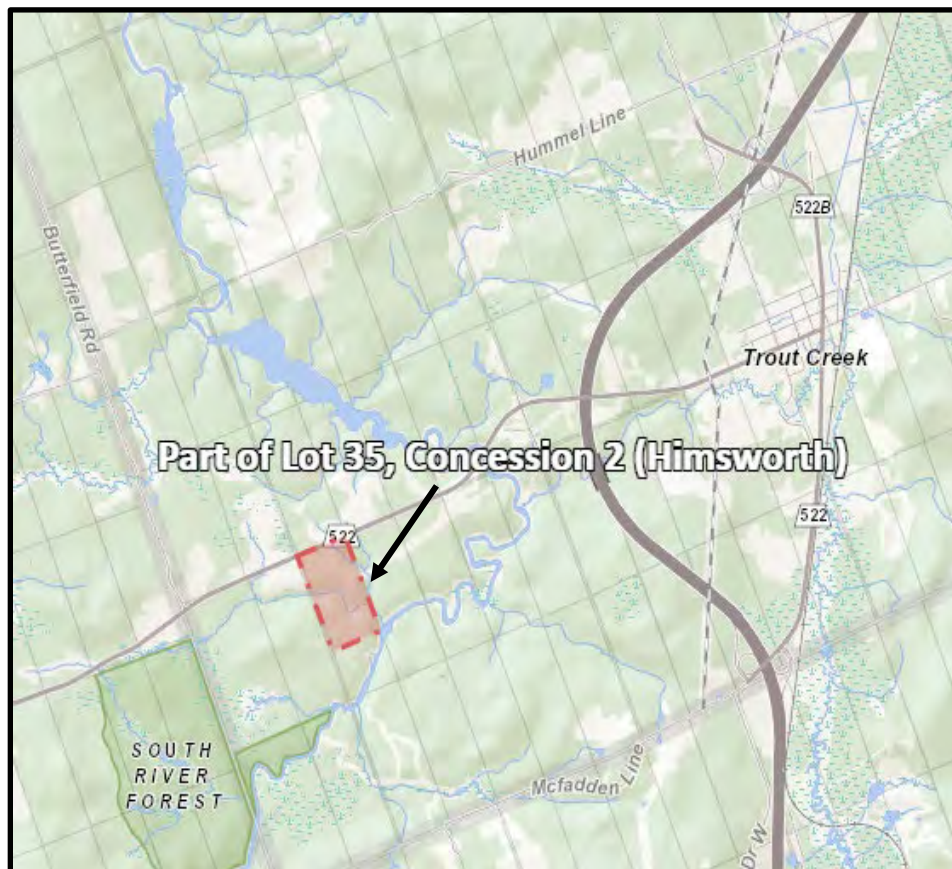 Hummel Line
522B
Butterfield Rd
Trout Creek
Part of Lot 35, Concession 2 (Himsworth)
522
522
SOUTH
RIVER
FOREST
Mcfadden Line
Dr W